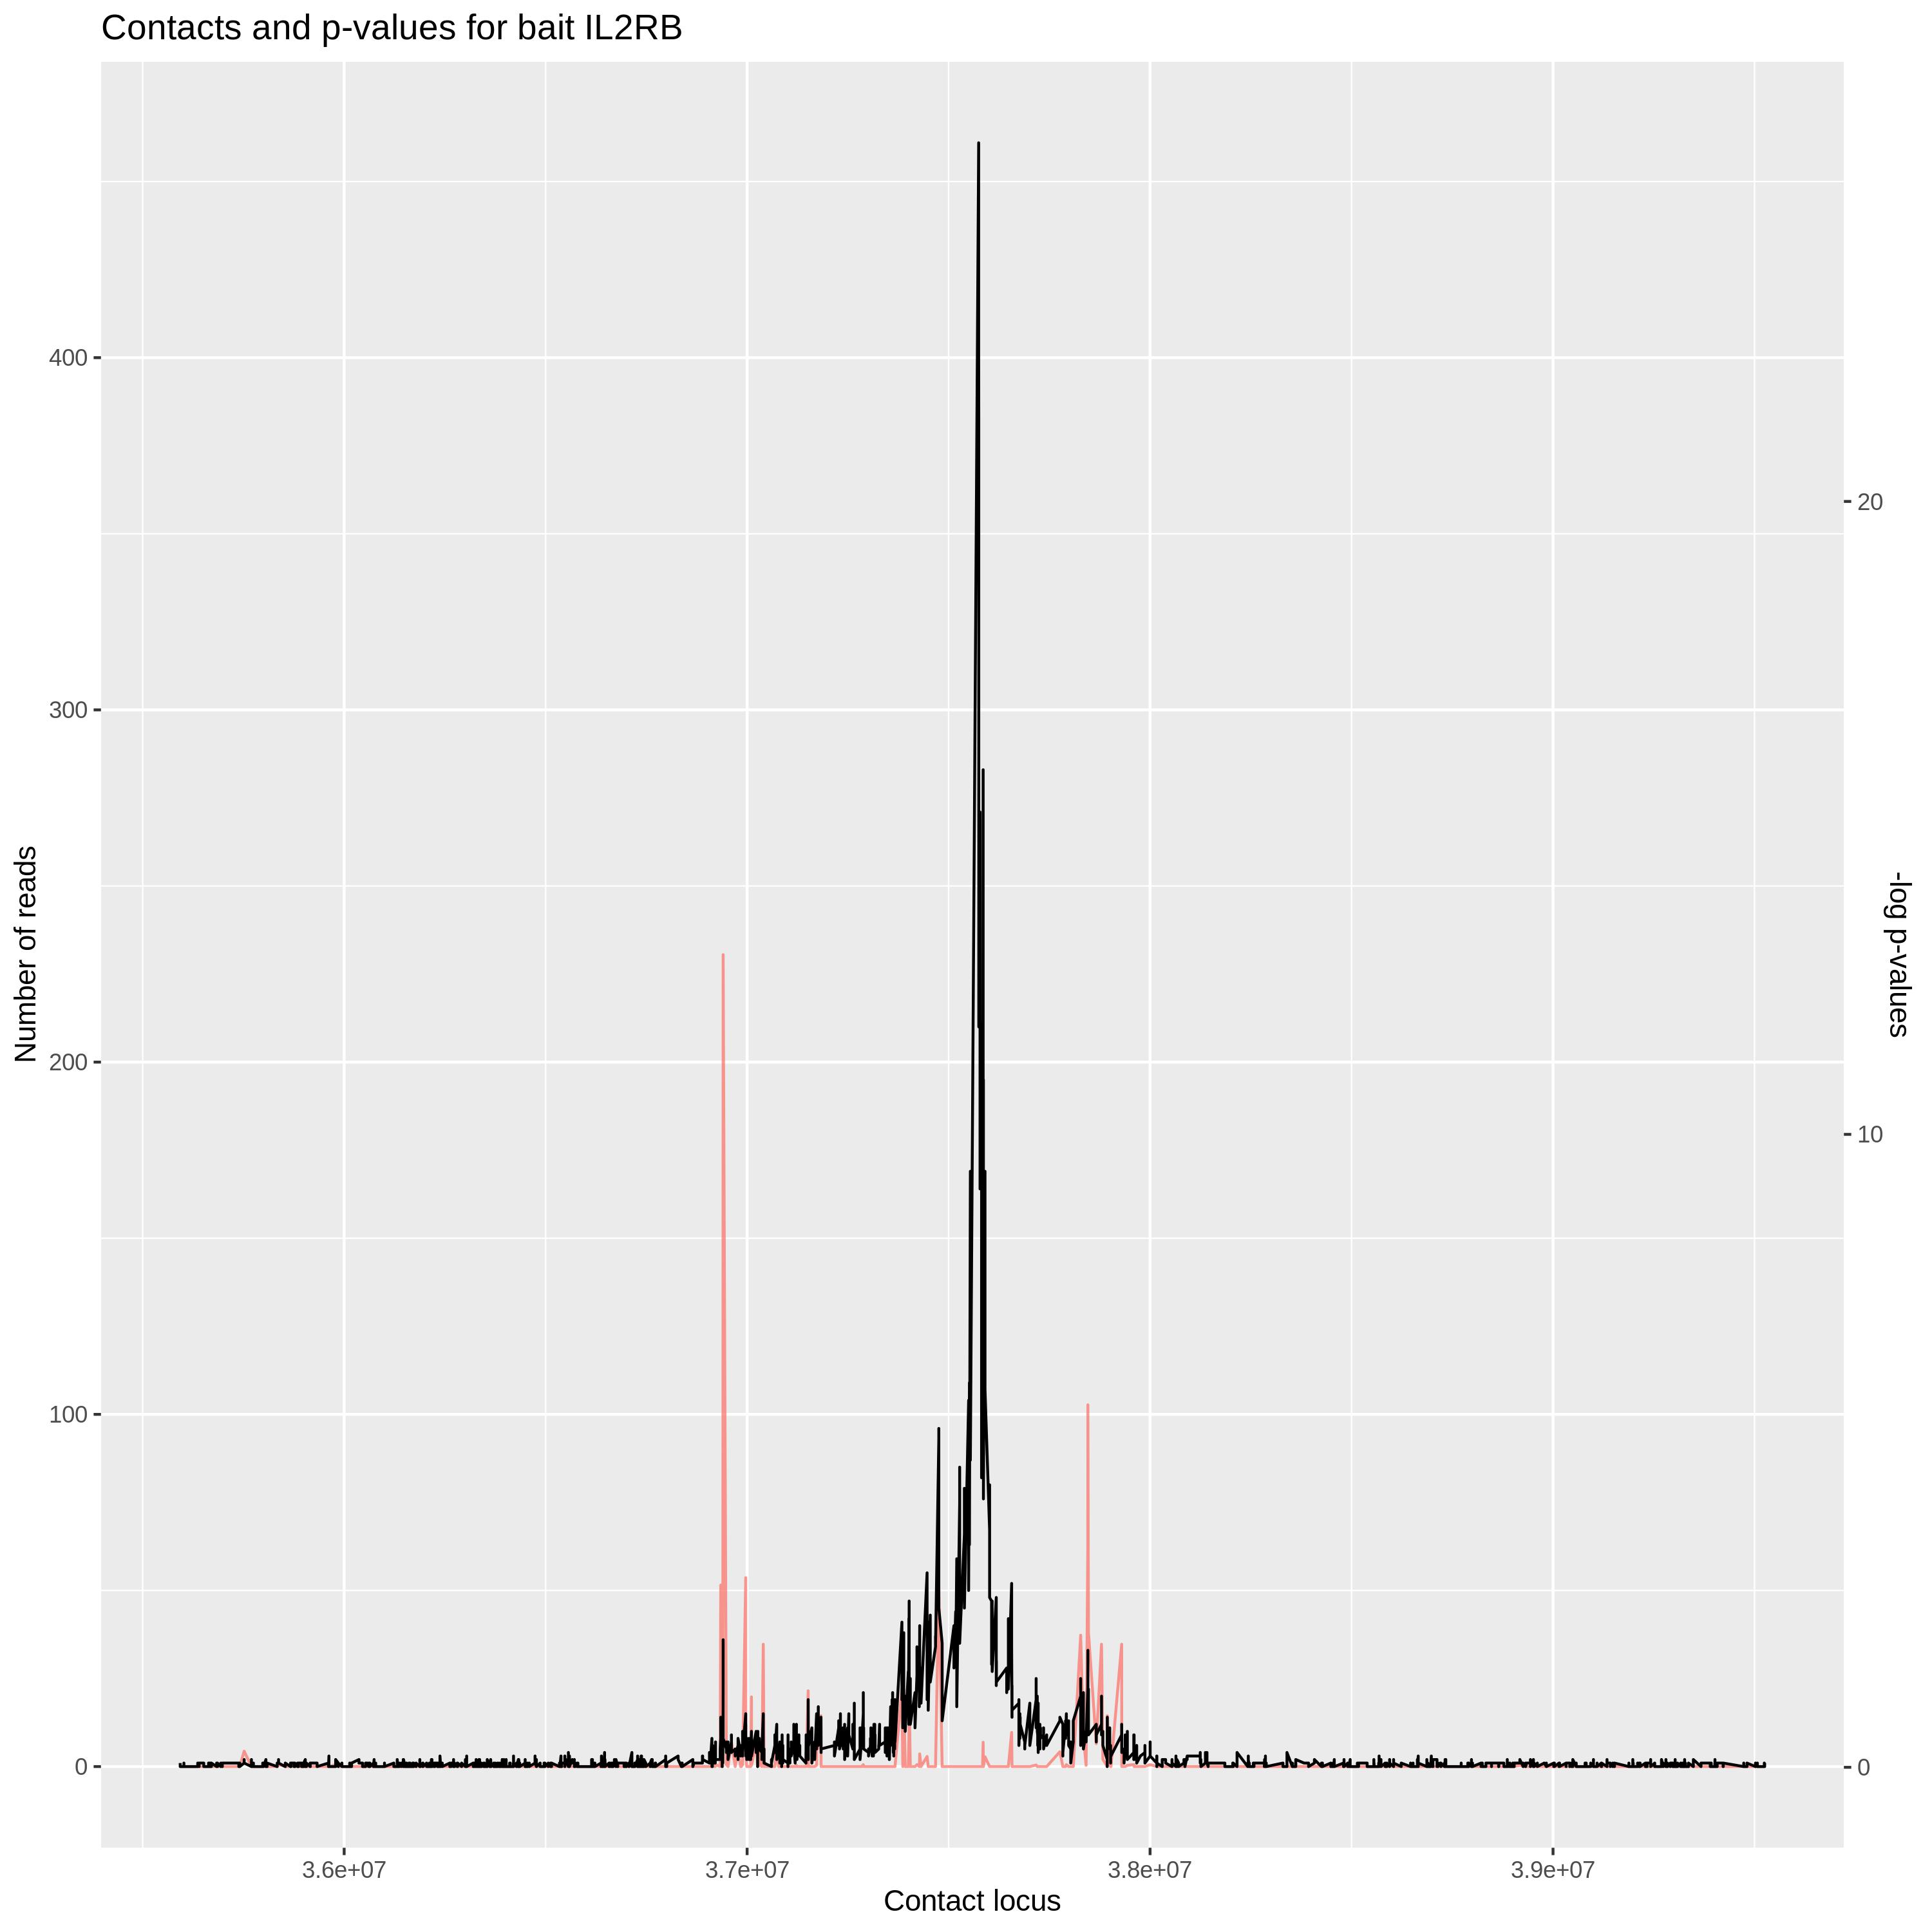 Contacts and p-values for bait IL2RB
Number of reads
400
300
200
100
0
20
10
0
-log p-values
3.6e+07
3.7e+07
3.8e+07
3.9e+07
Contact locus